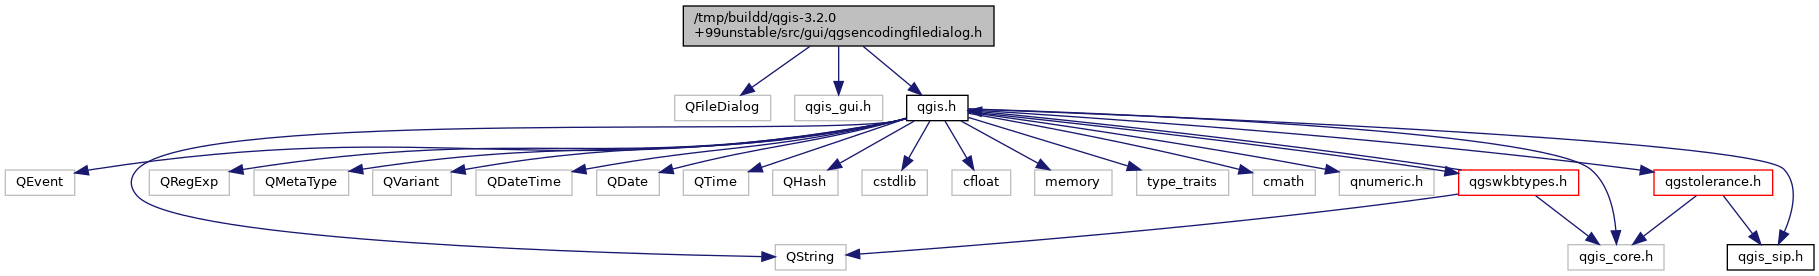 /tmp/buildd/qgis-3.2.0
+99unstable/src/gui/qgsencodingfiledialog.h
QFileDialog
qgis_gui.h
qgis.h
QEvent
QRegExp
QMetaType
QVariant
QDateTime
QDate
QTime
QHash
cstdlib
cfloat
memory
type_traits
cmath
qnumeric.h
qgswkbtypes.h
qgstolerance.h
QString
qgis_core.h
qgis_sip.h